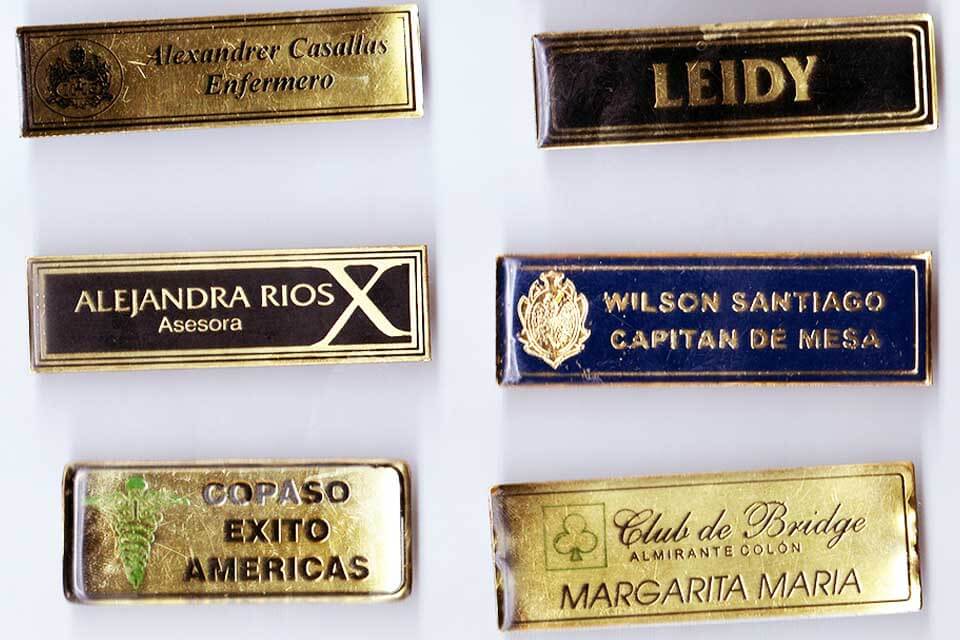 Alexandrer Casallas
Enfermero
LEIDY
ALEJANDRA RIOS X
Asesora
WILSON SANTIAGO
CAPITAN DE MESA
COPASO
EXITO
AMERICAS
Club de Bridge
ALMIRANTE COLÓN
MARGARITA MARIA